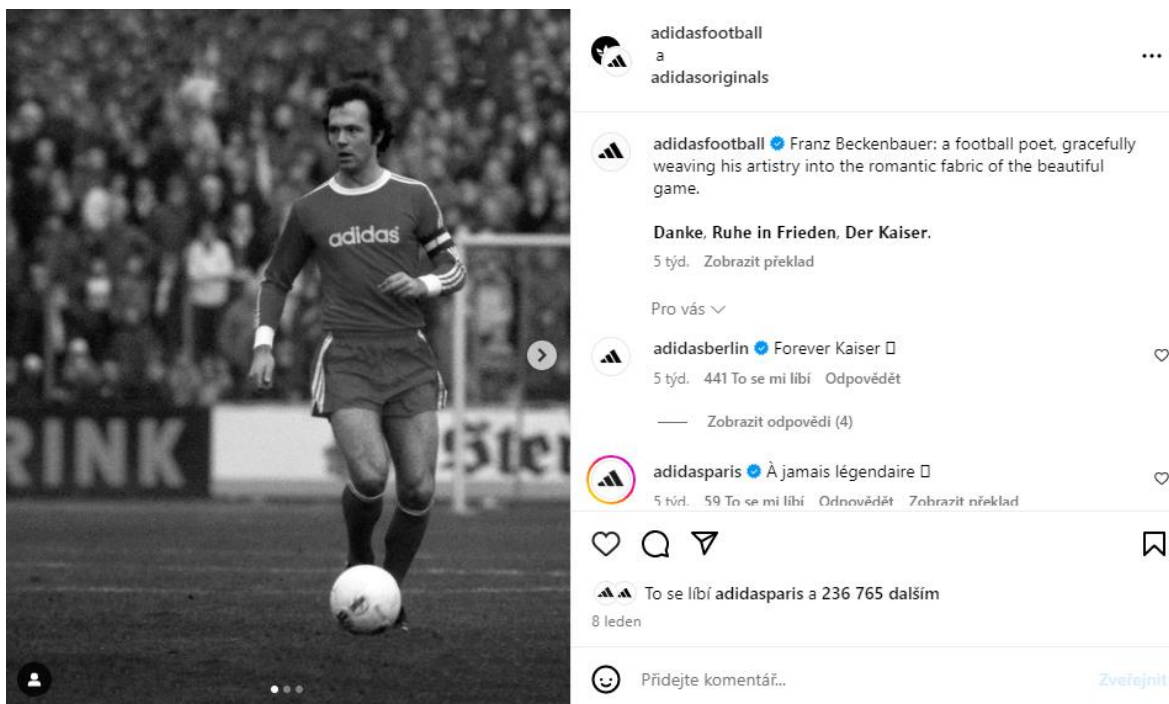 adidas
RINK
Ster
adidasfootball
a
adidasoriginals
adidasfootball Franz Beckenbauer: a football poet, gracefully
weaving his artistry into the romantic fabric of the beautiful
game.
Danke, Ruhe in Frieden, Der Kaiser.
5 týd. Zobrazit překlad
Pro vás
adidasberlin Forever Kaiser
5 týd. 441 To se mi líbí Odpovědět
Zobrazit odpovědi (4)
adidasparis À jamais légendaire
5 týd. 59 To se mi líbí Odpovědět Zobrazit překlad
To se líbí adidasparis a 236 765 dalším
8 leden
Přidejte komentář...
Zveřejnit